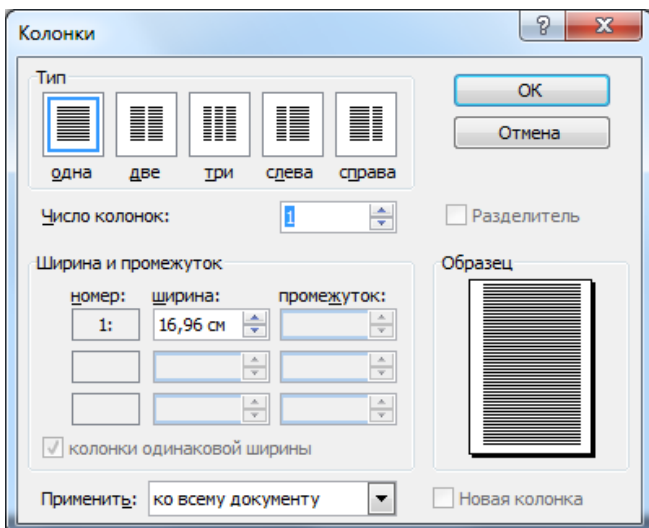 Колонки
Тип
одна две три слева справа
ОК
Отмена
Число колонок: 1
Разделитель
Ширина и промежуток
номер: ширина: промежуток:
1: 16,96 см
колонки одинаковой ширины
Образец
Применить: ко всему документу
Новая колонка